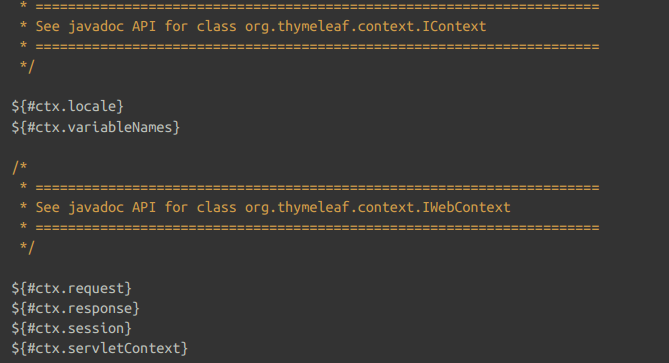 * ======================================================================
* See javadoc API for class org.thymeleaf.context.IContext
* ======================================================================
*/
${#ctx.locale}
${#ctx.variableNames}
/*
* ======================================================================
* See javadoc API for class org.thymeleaf.context.IWebContext
* ======================================================================
*/
${#ctx.request}
${#ctx.response}
${#ctx.session}
${#ctx.servletContext}